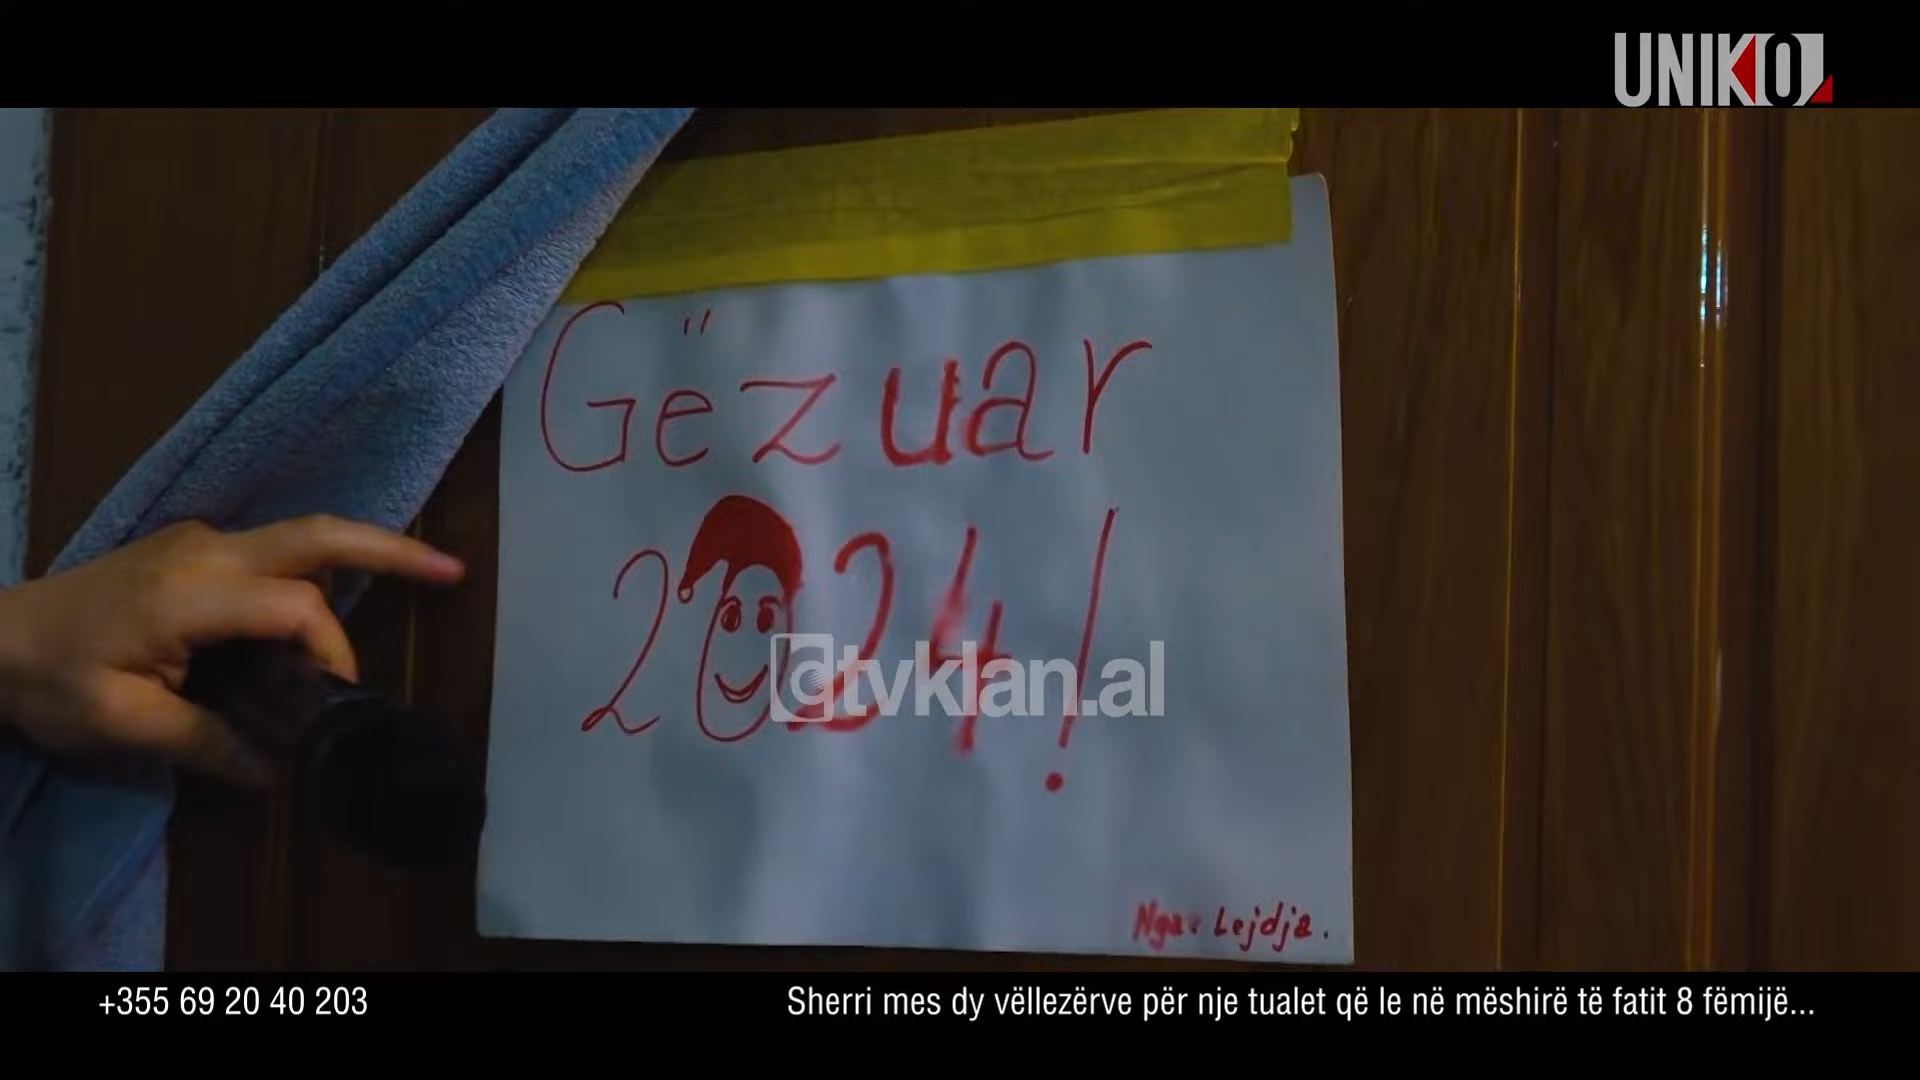 UNIKO
Gëzuar
2024!
tvklan.al
Nga Lejdja.
+355 69 20 40 203
Sherri mes dy vëllezërve për nje tualet që le në mëshirë të fatit 8 fëmijë...